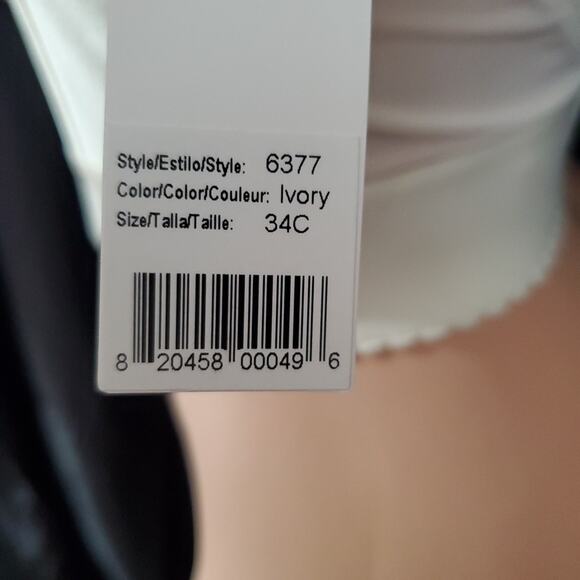 Style/Estilo/Style: 6377
Color/Color/Couleur: Ivory
Size/Talla/Taille: 34C
8 20458 00049 6